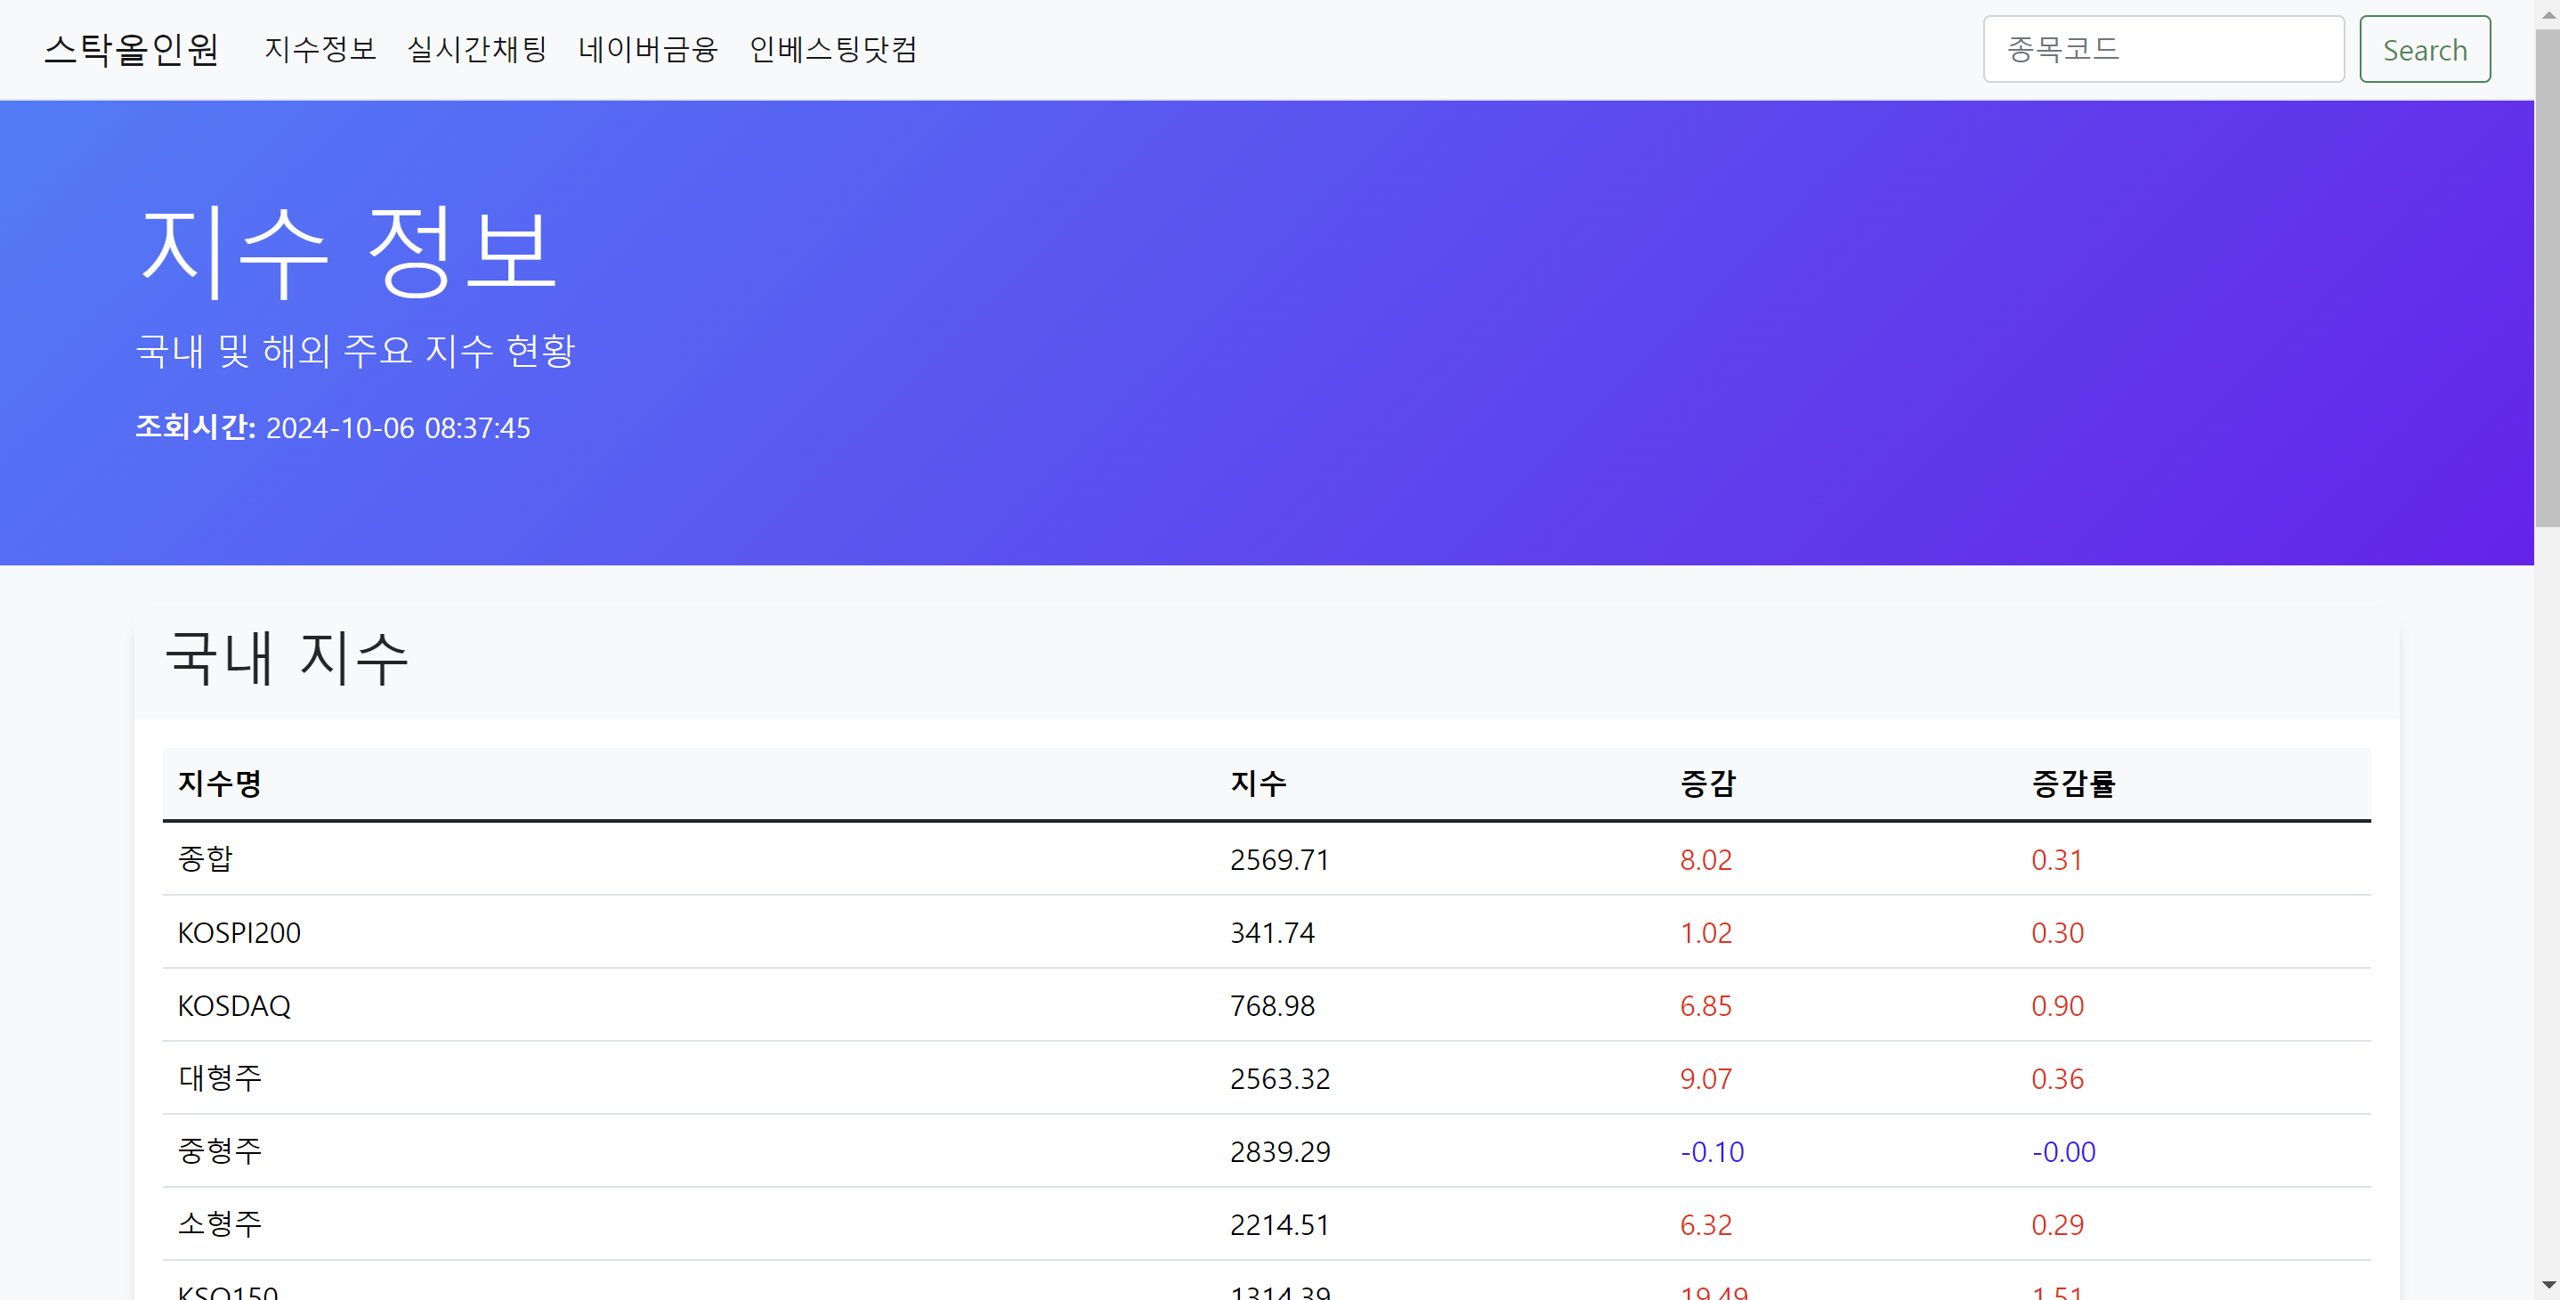 스탁올인원 지수정보 실시간채팅 네이버금융 인베스팅닷컴 종목코드 Search
지수 정보
국내 및 해외 주요 지수 현황
조회시간: 2024-10-06 08:37:45
국내 지수
지수명 지수 증감 증감률
종합 2569.71 8.02 0.31
KOSPI200 341.74 1.02 0.30
KOSDAQ 768.98 6.85 0.90
대형주 2563.32 9.07 0.36
중형주 2839.29 -0.10 -0.00
소형주 2214.51 6.32 0.29
KSQ150 1314.39 19.49 1.51